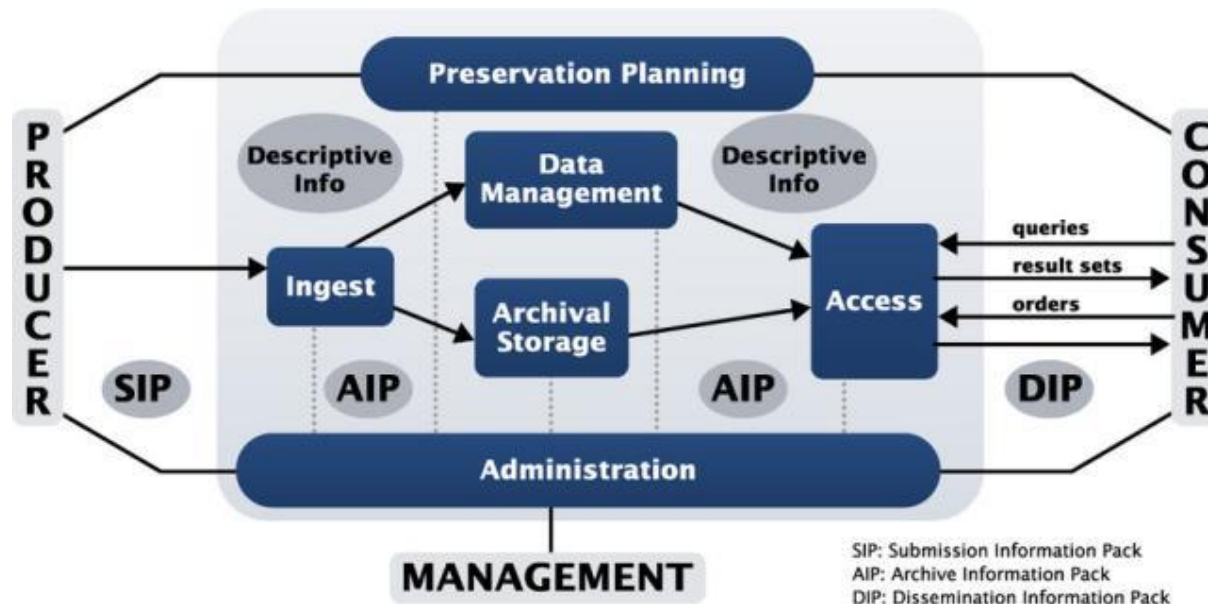 Preservation Planning
PRODUCER
CONSUMER
Descriptive
Info
Data
Management
Descriptive
Info
queries
Ingest
result sets
Access
Archival
Storage
orders
SIP
AIP
AIP
DIP
Administration
MANAGEMENT
SIP: Submission Information Pack
AIP: Archive Information Pack
DIP: Dissemination Information Pack